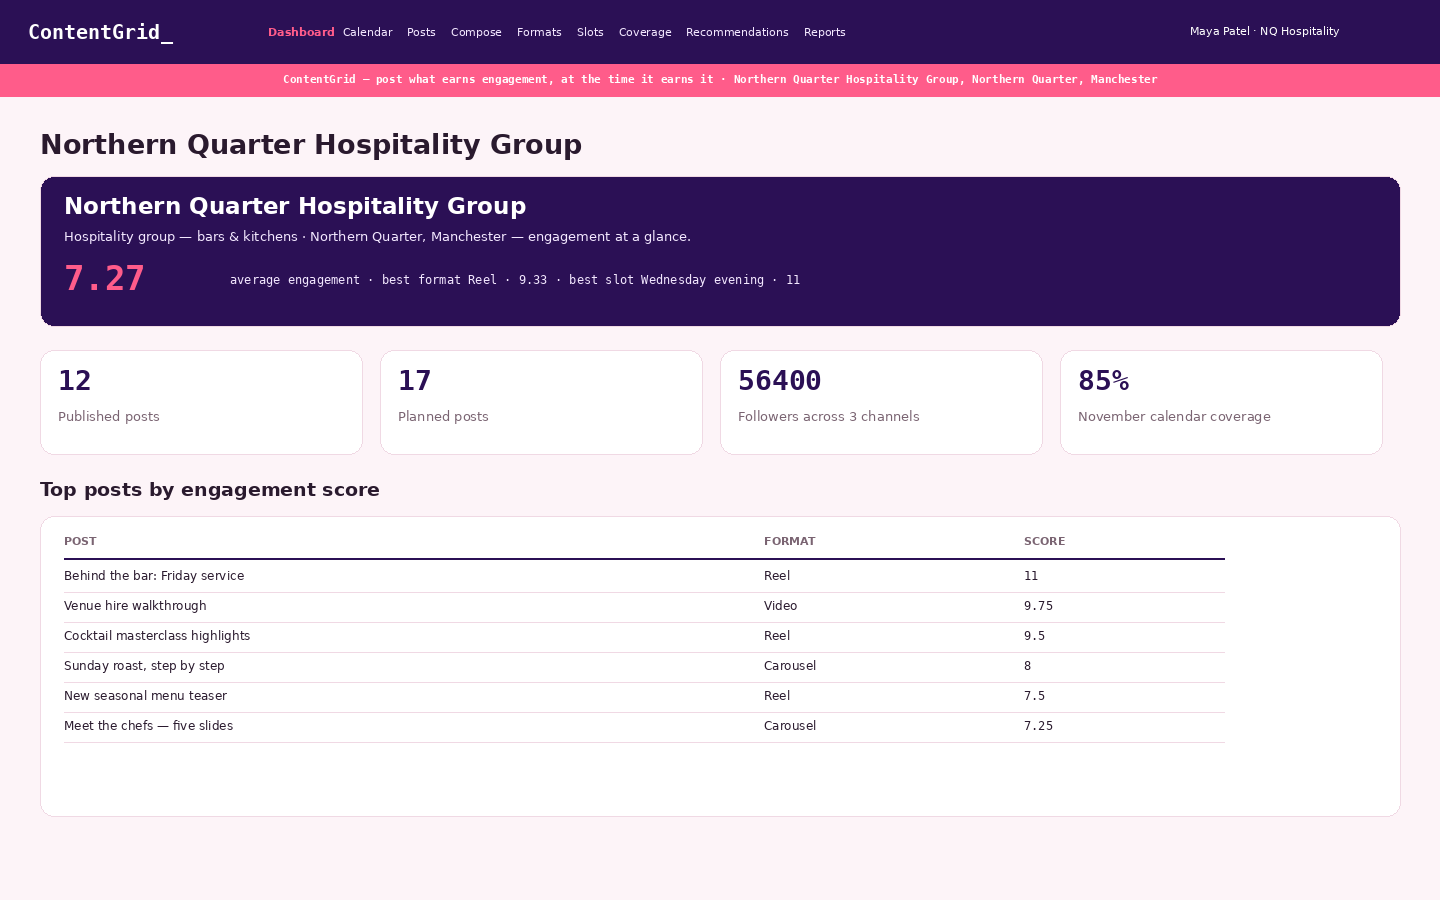 ContentGrid_
Dashboard Calendar Posts Compose Formats Slots Coverage Recommendations Reports
Maya Patel · NQ Hospitality
ContentGrid — post what earns engagement, at the time it earns it · Northern Quarter Hospitality Group, Northern Quarter, Manchester
Northern Quarter Hospitality Group
Northern Quarter Hospitality Group
Hospitality group — bars & kitchens · Northern Quarter, Manchester — engagement at a glance.
7.27 average engagement · best format Reel · 9.33 · best slot Wednesday evening · 11
12
Published posts
17
Planned posts
56400
Followers across 3 channels
85%
November calendar coverage
Top posts by engagement score
POST FORMAT SCORE
Behind the bar: Friday service Reel 11
Venue hire walkthrough Video 9.75
Cocktail masterclass highlights Reel 9.5
Sunday roast, step by step Carousel 8
New seasonal menu teaser Reel 7.5
Meet the chefs — five slides Carousel 7.25